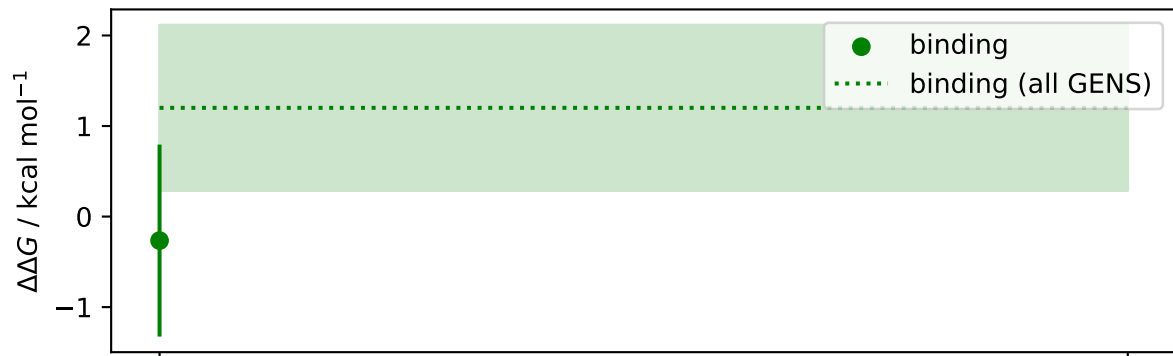 ΔΔG / kcal mol⁻¹
2
1
0
−1
binding
binding (all GENS)